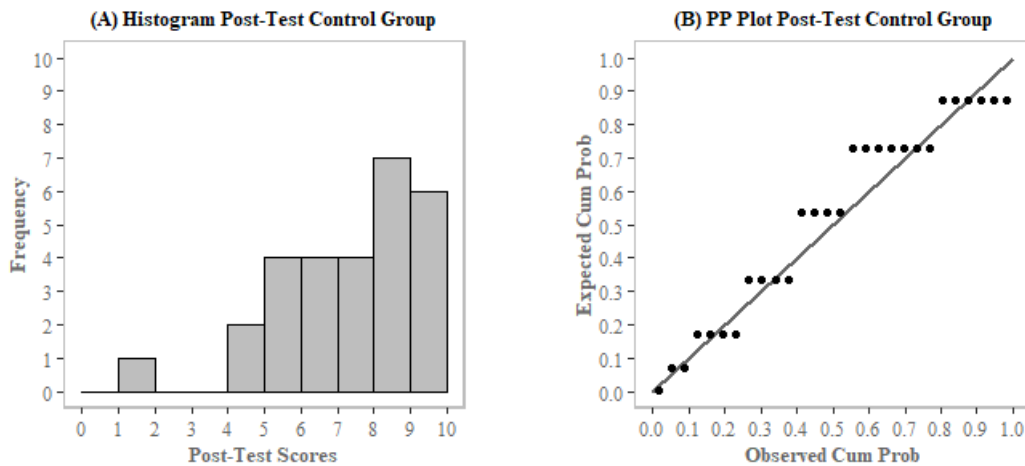 (A) Histogram Post-Test Control Group
Frequency
10
9
8
7
6
5
4
3
2
1
0
0 1 2 3 4 5 6 7 8 9 10
Post-Test Scores
(B) PP Plot Post-Test Control Group
Expected Cum Prob
1.0
0.9
0.8
0.7
0.6
0.5
0.4
0.3
0.2
0.1
0.0
0.0 0.1 0.2 0.3 0.4 0.5 0.6 0.7 0.8 0.9 1.0
Observed Cum Prob